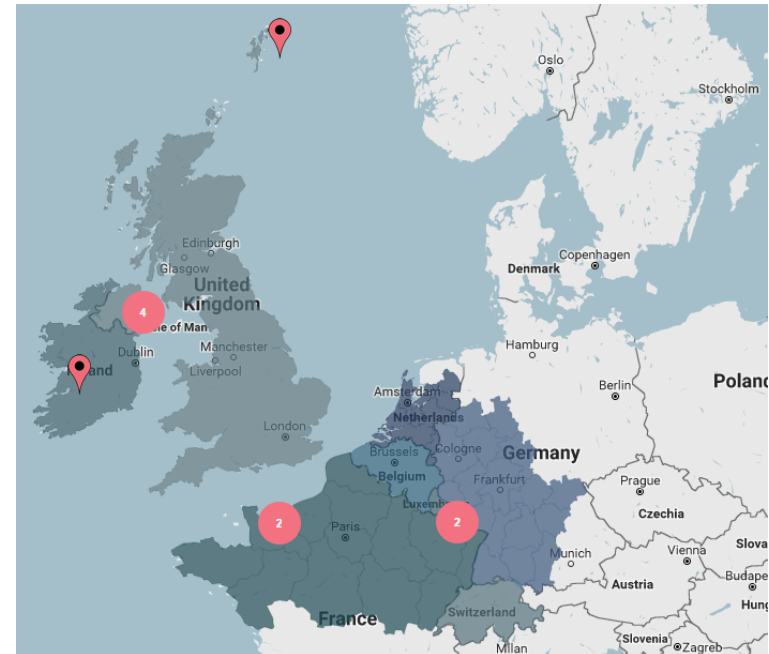 Oslo
Stockholm
Edinburgh
Glasgow
Copenhagen
Denmark
United
Kingdom
4
le of Man
Dublin
Manchester
Hamburg
land
Liverpool
Berlin
Poland
Amsterdam
Netherlands
London
Brussels
Cologne
Germany
Belgium
Frankfurt
Prague
Luxemb
Czechia
2
2
Paris
Munich
Vienna
Slova
Budape
Austria
Hung
France
Switzerland
Slovenia
Zagreb
Milan